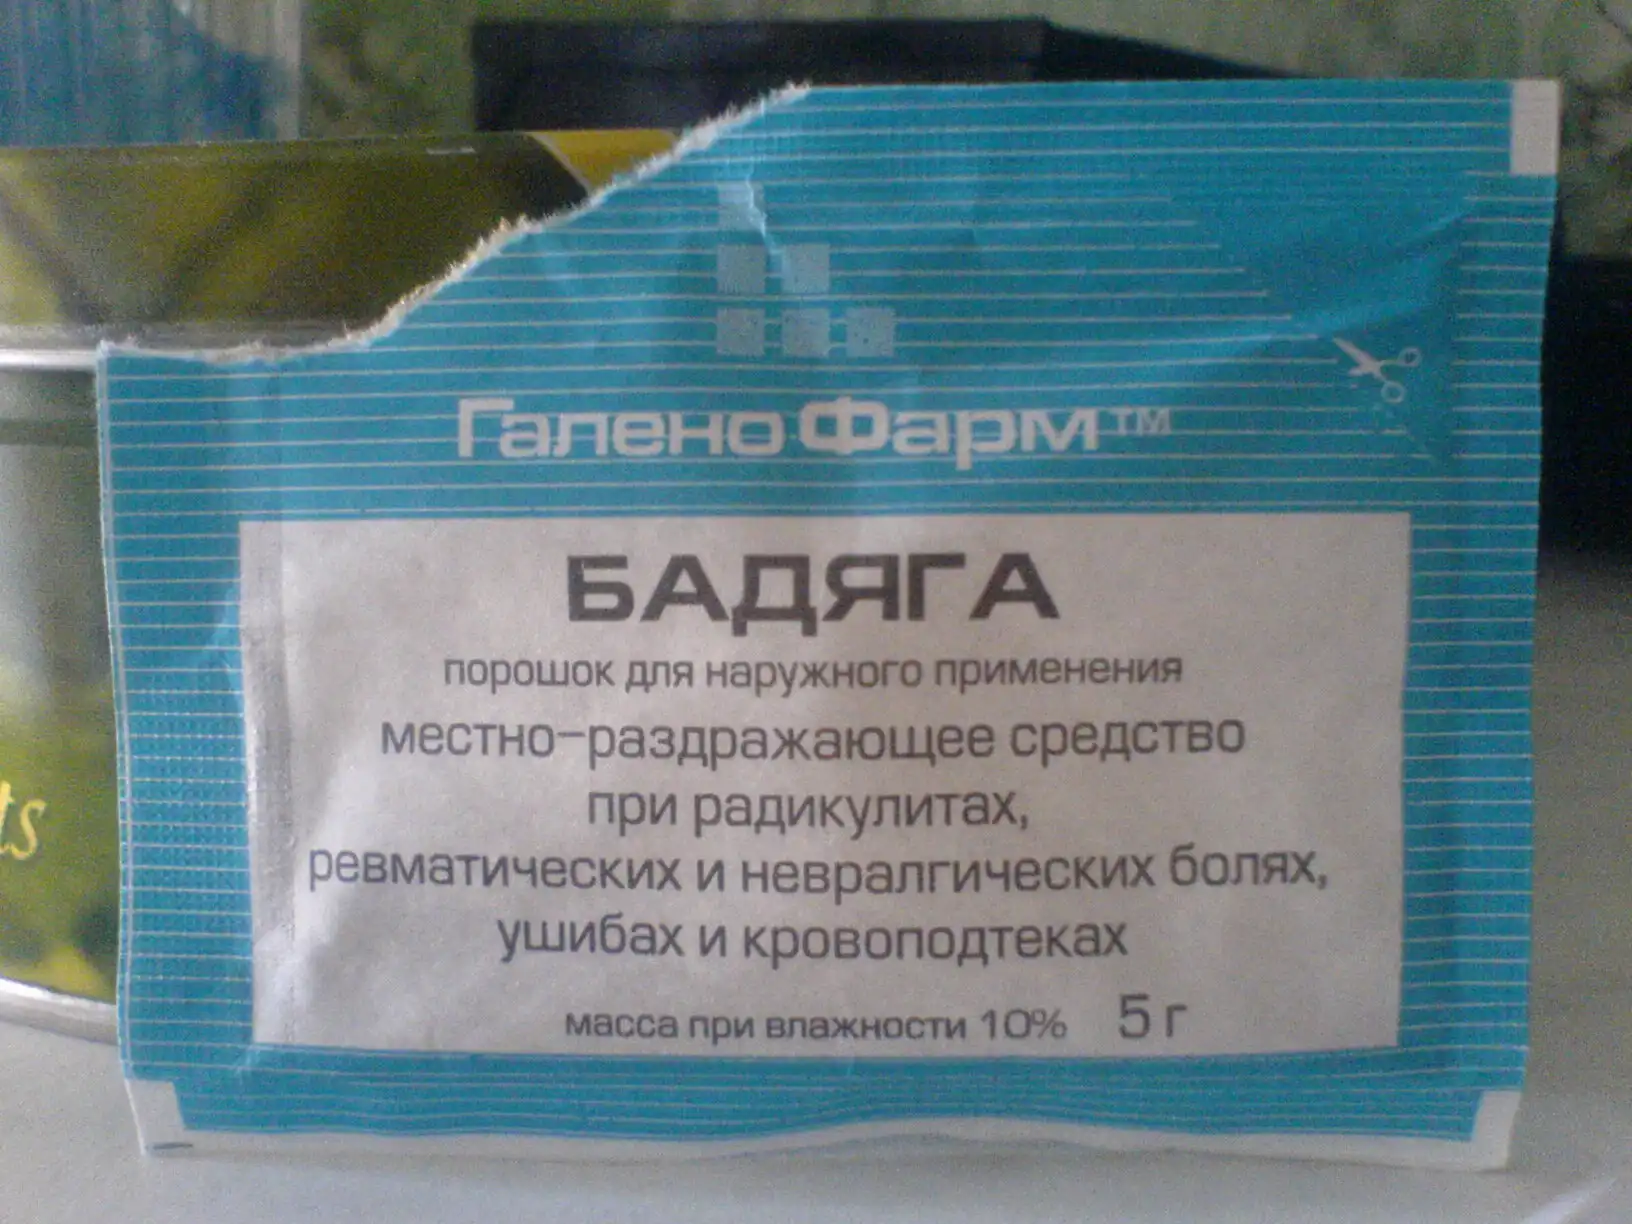 ГаленоФарм™
БАДЯГА
порошок для наружного применения
местно-раздражающее средство
при радикулитах,
ревматических и невралгических болях,
ушибах и кровоподтеках
масса при влажности 10% 5 г
ts